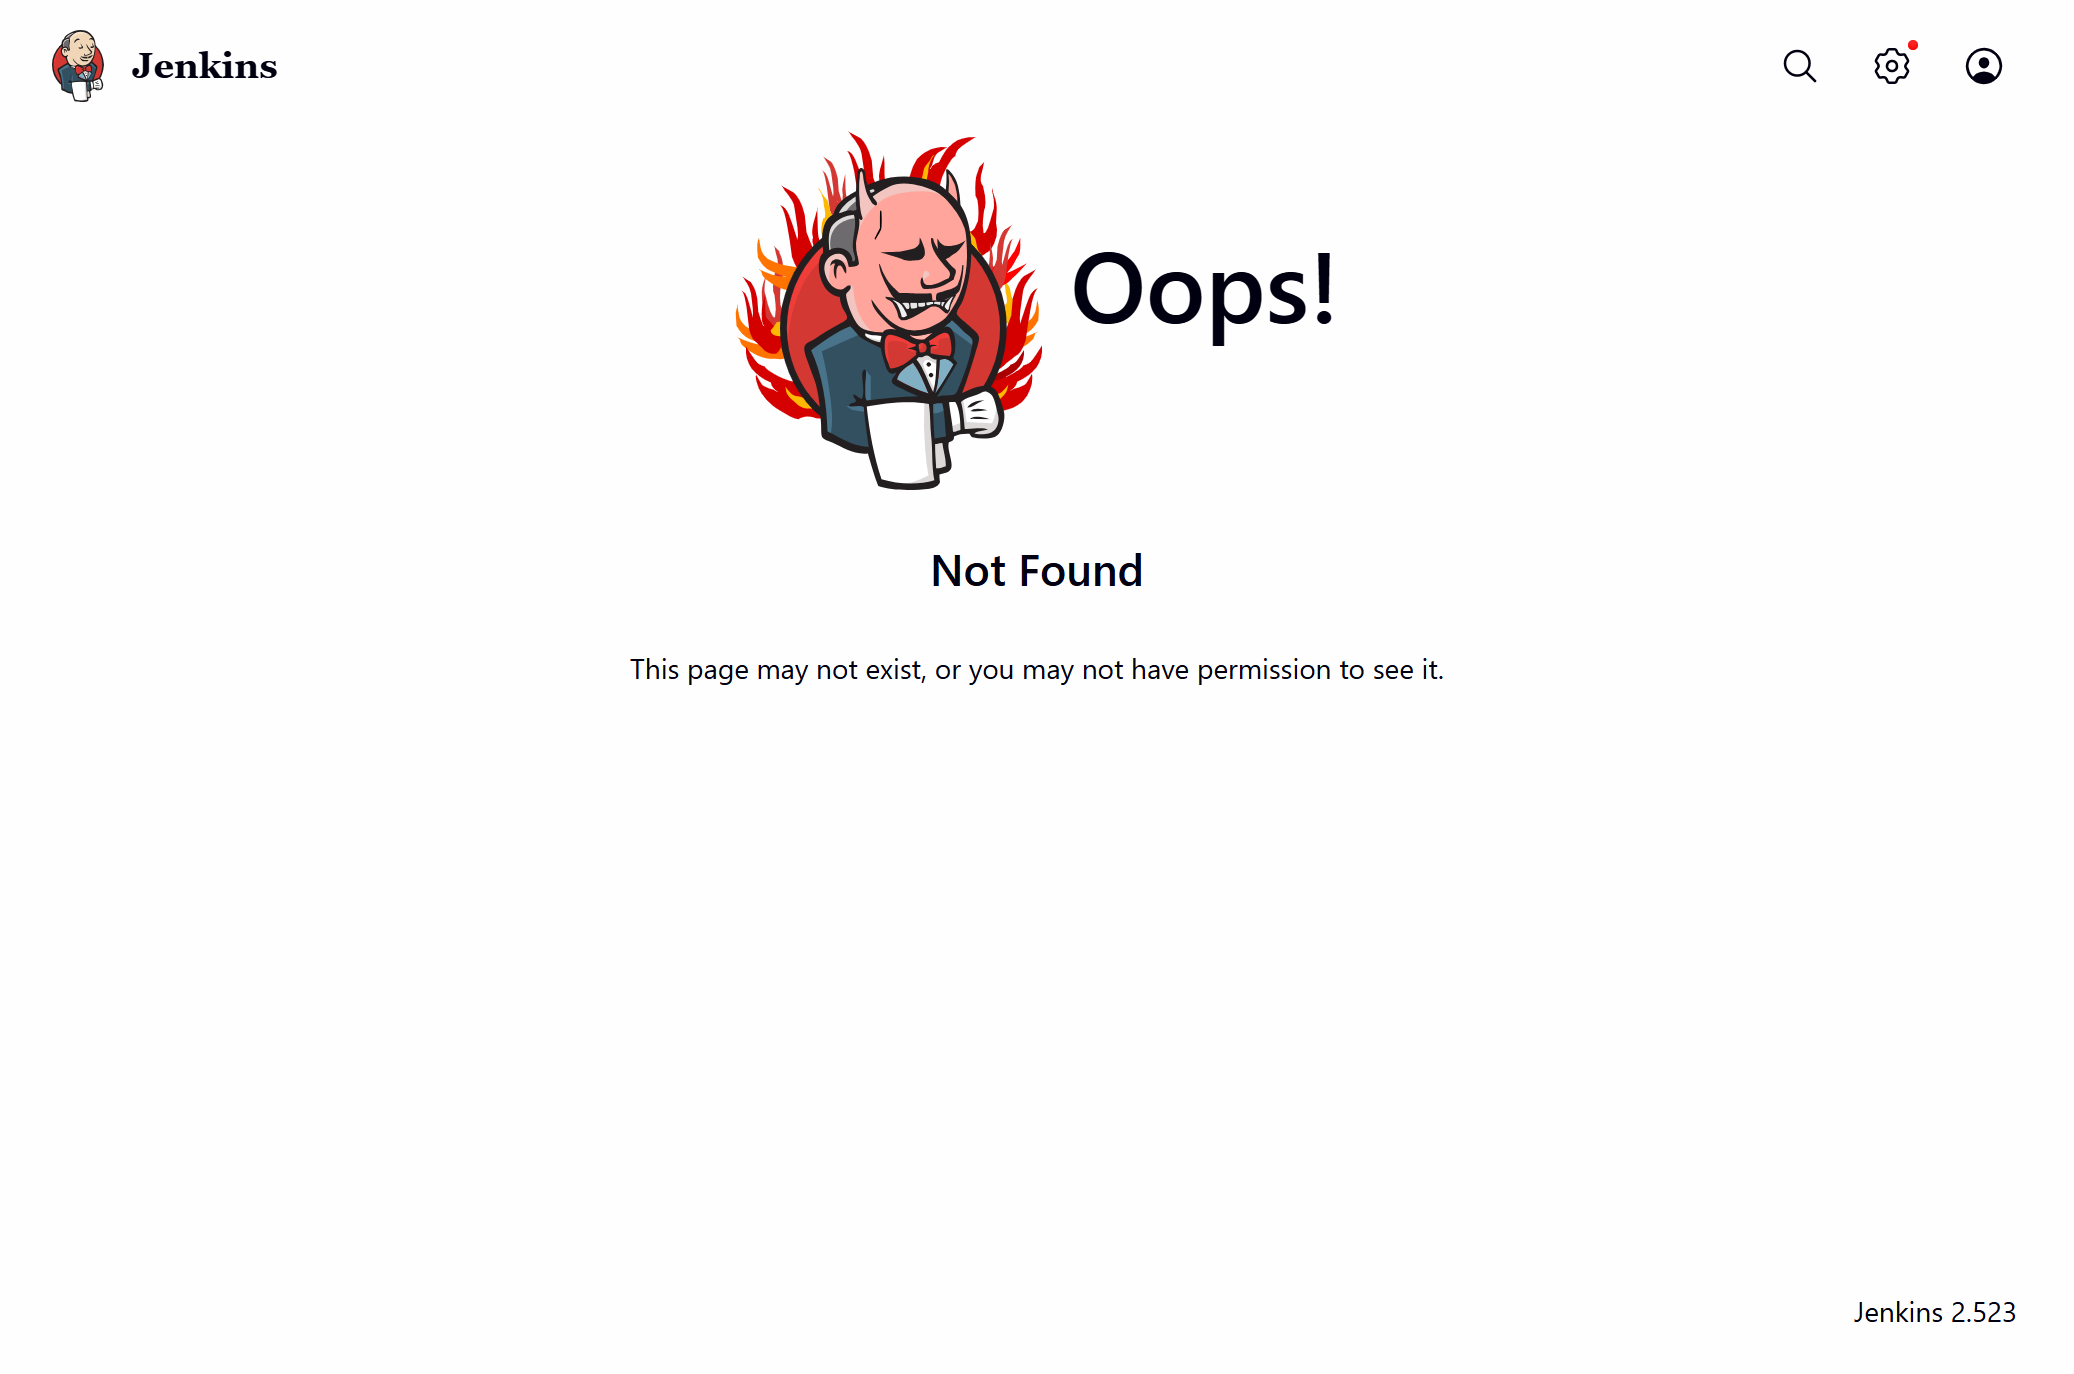 Jenkins
Oops!
Not Found
This page may not exist, or you may not have permission to see it.
Jenkins 2.523